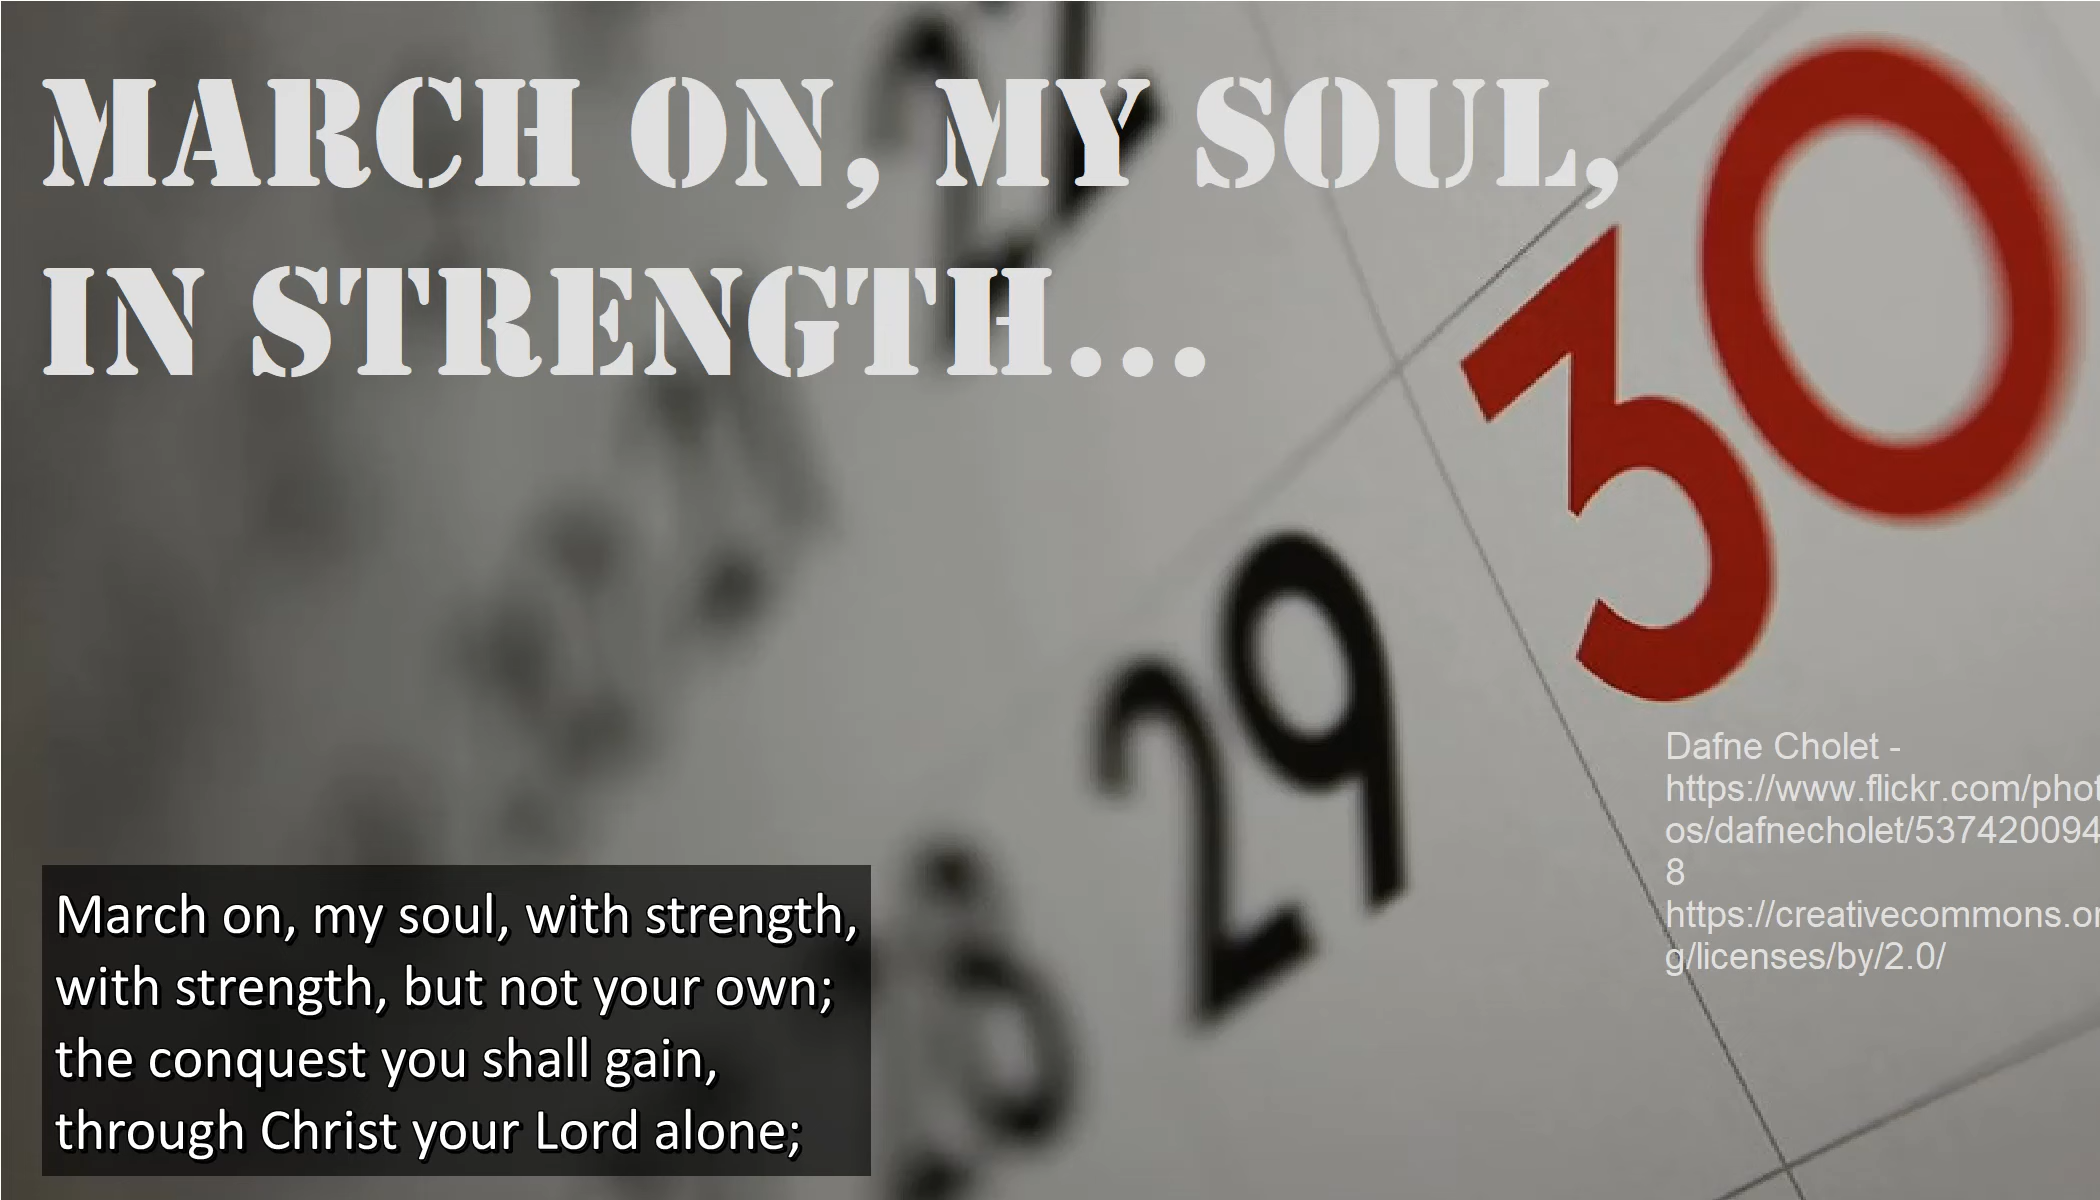 MARCH ON, MY SOUL,
IN STRENGTH...
30
29
March on, my soul, with strength,
with strength, but not your own;
the conquest you shall gain,
through Christ your Lord alone;
Dafne Cholet -
https://www.flickr.com/phot
os/dafnecholet/537420094
8
https://creativecommons.or
g/licenses/by/2.0/